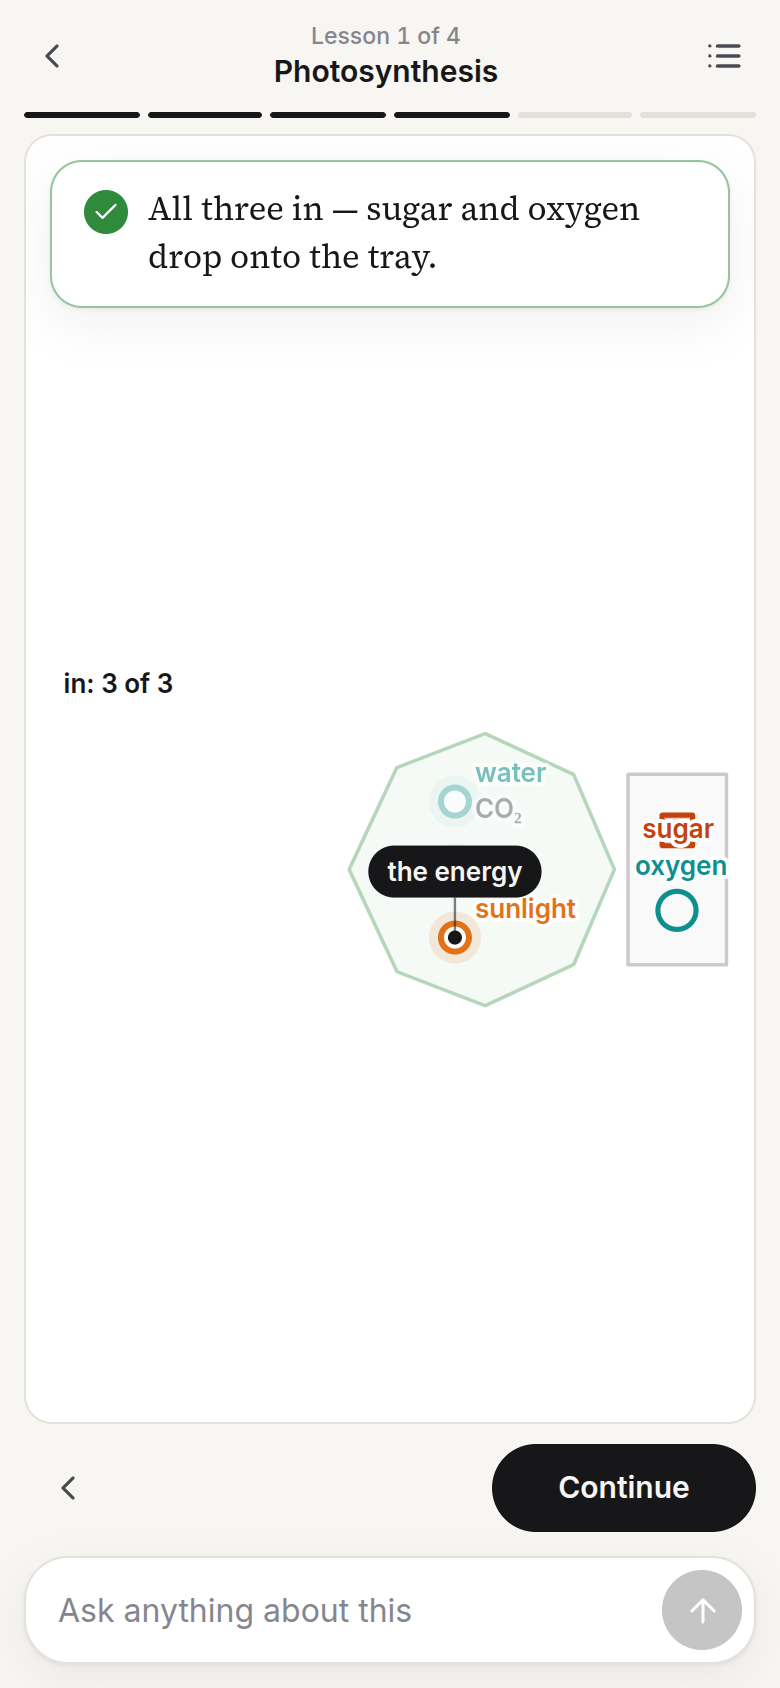 Lesson 1 of 4
Photosynthesis
All three in — sugar and oxygen
drop onto the tray.
in: 3 of 3
water
CO₂
the energy
sunlight
sugar
oxygen
Continue
Ask anything about this